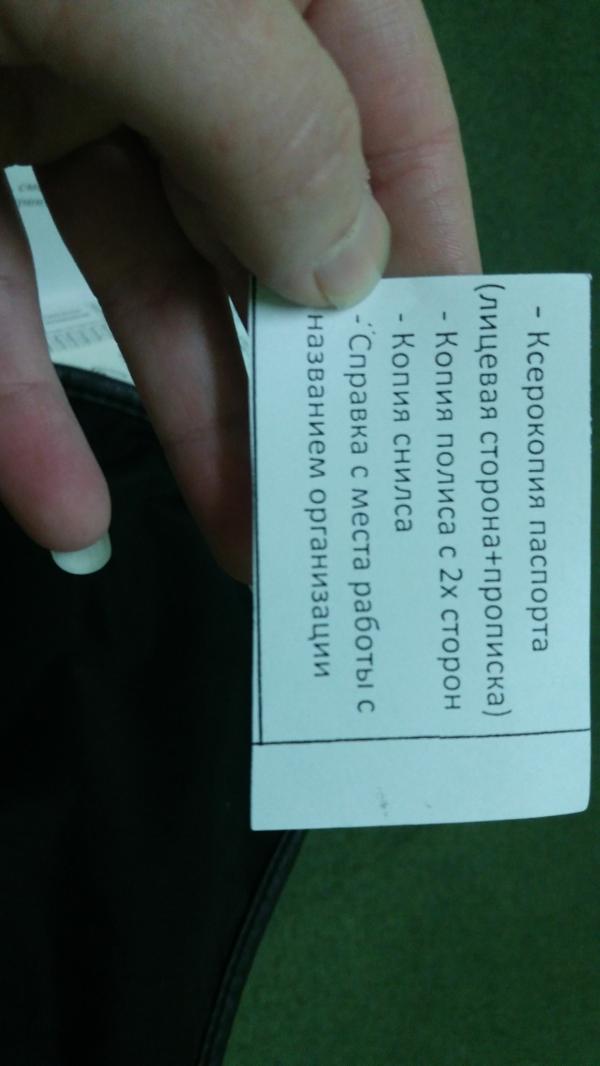 - Ксерокопия паспорта
(лицевая сторона+прописка)
- Копия полиса с 2х сторон
- Копия снилса
- Справка с места работы с
названием организации